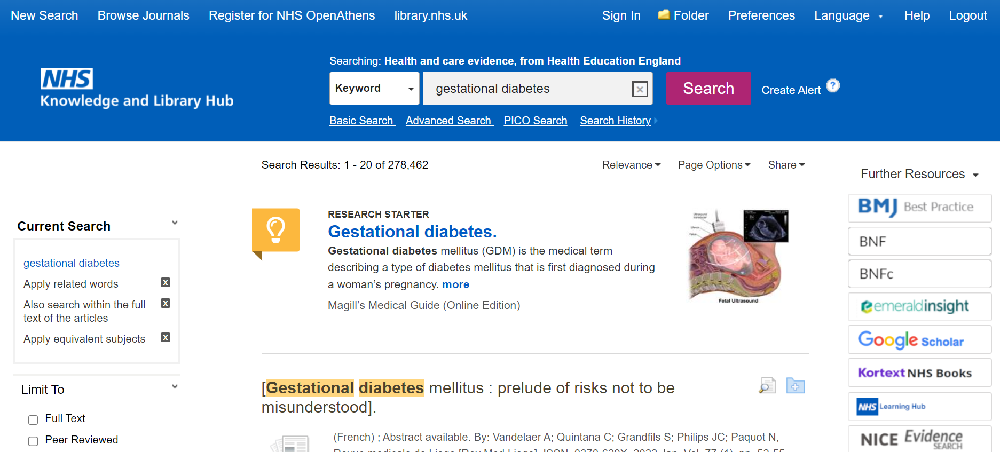 New Search Browse Journals Register for NHS OpenAthens library.nhs.uk Sign In Folder Preferences Language Help Logout
Searching: Health and care evidence, from Health Education England
NHS
Knowledge and Library Hub
Keyword gestational diabetes Search Create Alert ?
Basic Search Advanced Search PICO Search Search History
Search Results: 1 - 20 of 278,462 Relevance Page Options Share
Current Search
gestational diabetes
Apply related words
Also search within the full
text of the articles
Apply equivalent subjects
Limit To
Full Text
Peer Reviewed
RESEARCH STARTER
Gestational diabetes.
Gestational diabetes mellitus (GDM) is the medical term
describing a type of diabetes mellitus that is first diagnosed during
a woman's pregnancy. more
Magill's Medical Guide (Online Edition)
Ultrasound
transducer
Uterus
Fetus
Fetal Ultrasound
[Gestational diabetes mellitus : prelude of risks not to be
misunderstood].
(French) ; Abstract available. By: Vandelaer A; Quintana C; Grandfils S; Philips JC; Paquot N,
Further Resources
BMJ Best Practice
BNF
BNFc
emeraldinsight
Google Scholar
Kortext NHS Books
NHS Learning Hub
NICE Evidence
SEARCH